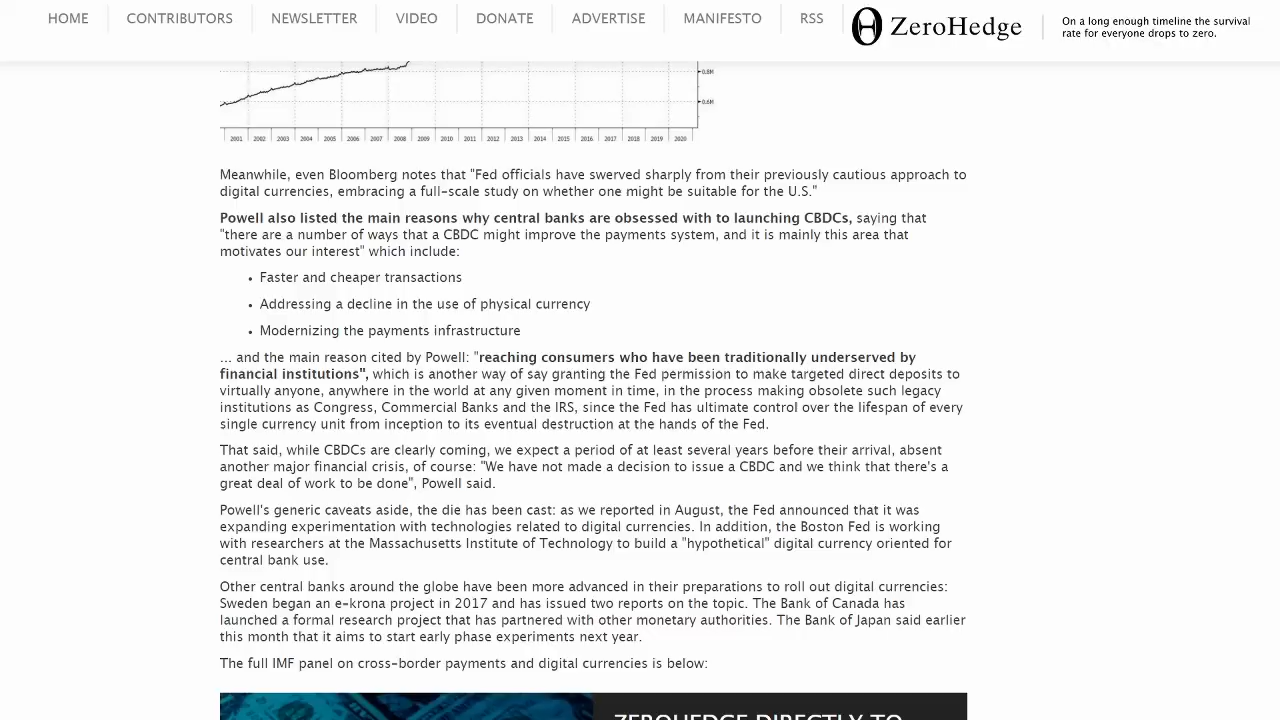 HOME
CONTRIBUTORS
NEWSLETTER
VIDEO
DONATE
ADVERTISE
MANIFESTO
RSS
ZeroHedge
On a long enough timeline the survival
rate for everyone drops to zero.
0.8M
0.6M
2001 2002 2003 2004 2005 2006 2007 2008 2009 2010 2011 2012 2013 2014 2015 2016 2017 2018 2019 2020
Meanwhile, even Bloomberg notes that "Fed officials have swerved sharply from their previously cautious approach to
digital currencies, embracing a full-scale study on whether one might be suitable for the U.S."
Powell also listed the main reasons why central banks are obsessed with to launching CBDCs, saying that
"there are a number of ways that a CBDC might improve the payments system, and it is mainly this area that
motivates our interest" which include:
• Faster and cheaper transactions
• Addressing a decline in the use of physical currency
• Modernizing the payments infrastructure
... and the main reason cited by Powell: "reaching consumers who have been traditionally underserved by
financial institutions", which is another way of say granting the Fed permission to make targeted direct deposits to
virtually anyone, anywhere in the world at any given moment in time, in the process making obsolete such legacy
institutions as Congress, Commercial Banks and the IRS, since the Fed has ultimate control over the lifespan of every
single currency unit from inception to its eventual destruction at the hands of the Fed.
That said, while CBDCs are clearly coming, we expect a period of at least several years before their arrival, absent
another major financial crisis, of course: "We have not made a decision to issue a CBDC and we think that there's a
great deal of work to be done", Powell said.
Powell's generic caveats aside, the die has been cast: as we reported in August, the Fed announced that it was
expanding experimentation with technologies related to digital currencies. In addition, the Boston Fed is working
with researchers at the Massachusetts Institute of Technology to build a "hypothetical" digital currency oriented for
central bank use.
Other central banks around the globe have been more advanced in their preparations to roll out digital currencies:
Sweden began an e-krona project in 2017 and has issued two reports on the topic. The Bank of Canada has
launched a formal research project that has partnered with other monetary authorities. The Bank of Japan said earlier
this month that it aims to start early phase experiments next year.
The full IMF panel on cross-border payments and digital currencies is below:
ZEROHEDGE DIRECTLY TO